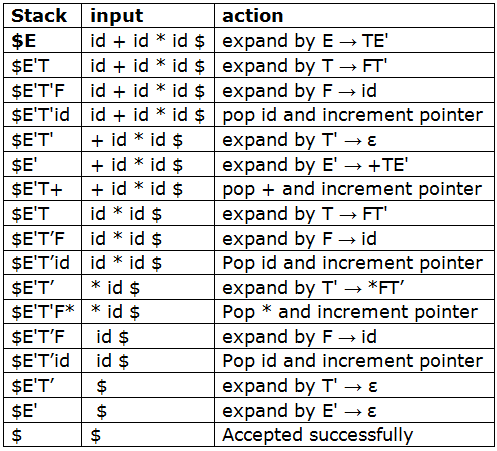 Stack input action
$E id + id * id $ expand by E → TE'
$E'T id + id * id $ expand by T → FT'
$E'T'F id + id * id $ expand by F → id
$E'T'id id + id * id $ pop id and increment pointer
$E'T' + id * id $ expand by T' → ε
$E' + id * id $ expand by E' → +TE'
$E'T+ + id * id $ pop + and increment pointer
$E'T id * id $ expand by T → FT'
$E'T’F id * id $ expand by F → id
$E'T’id id * id $ Pop id and increment pointer
$E'T’ * id $ expand by T' → *FT’
$E'T'F* * id $ Pop * and increment pointer
$E'T’F id $ expand by F → id
$E'T’id id $ Pop id and increment pointer
$E'T’ $ expand by T' → ε
$E' $ expand by E' → ε
$ $ Accepted successfully